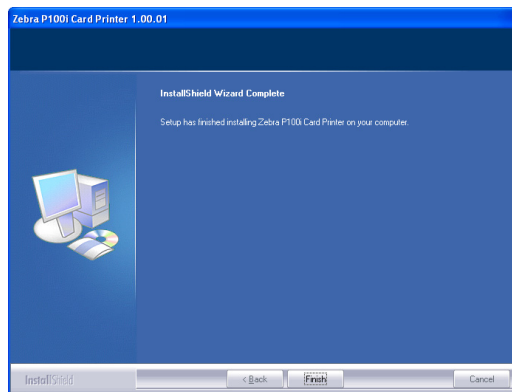 Zebra P100i Card Printer 1.00.01
InstallShield Wizard Complete
Setup has finished installing Zebra P100i Card Printer on your computer.
InstallShield
< Back
Finish
Cancel